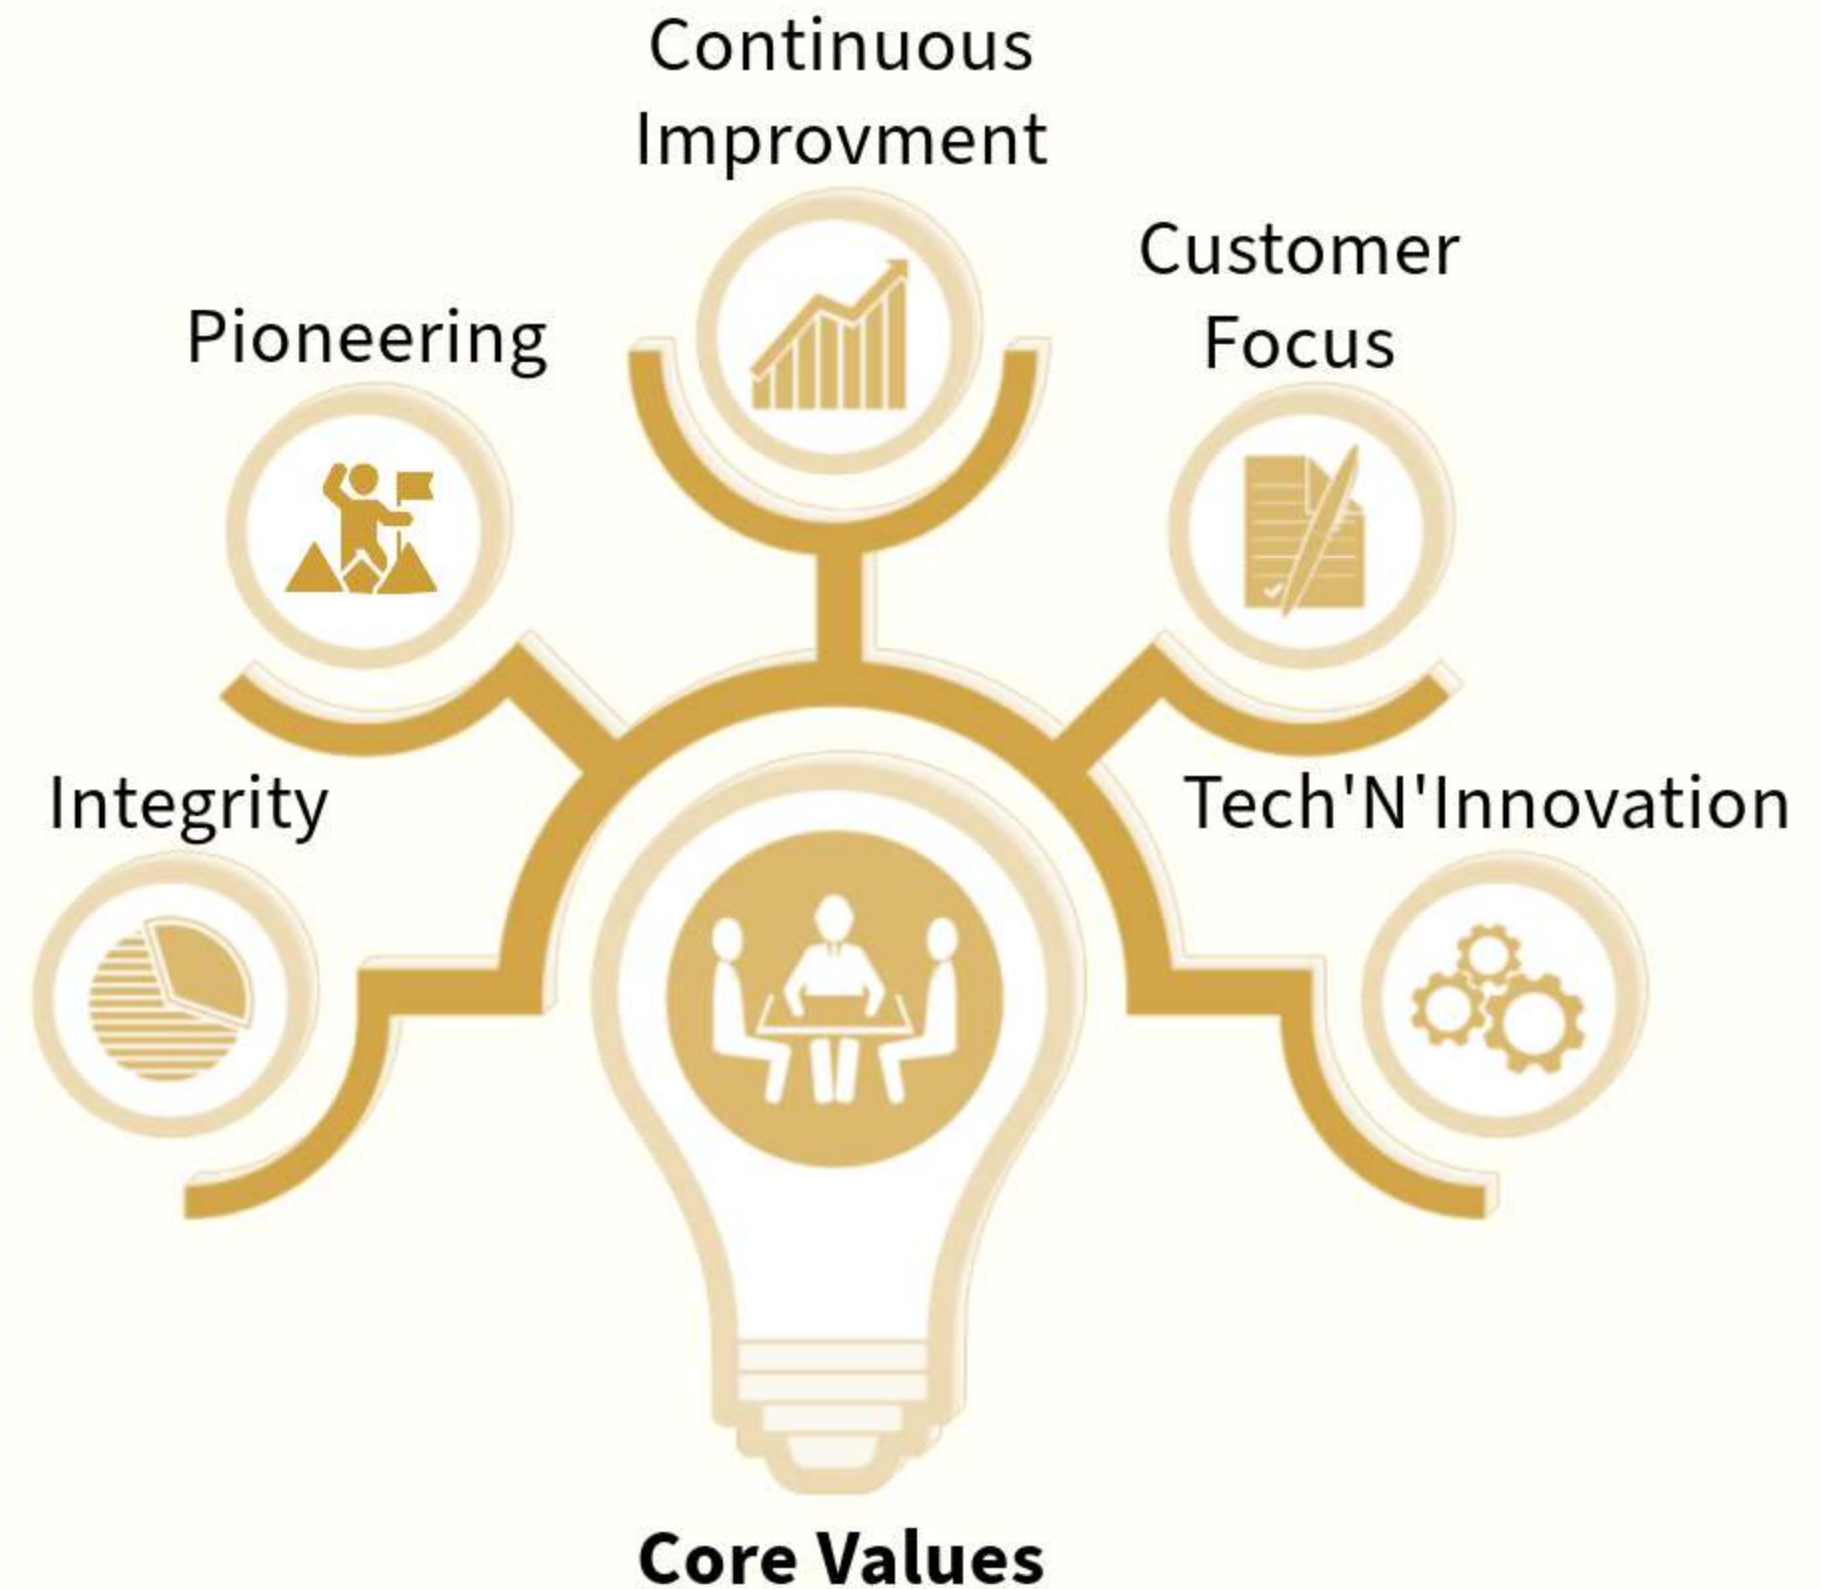 Continuous
Improvment
Customer
Focus
Pioneering
Integrity
Tech'N'Innovation
Core Values